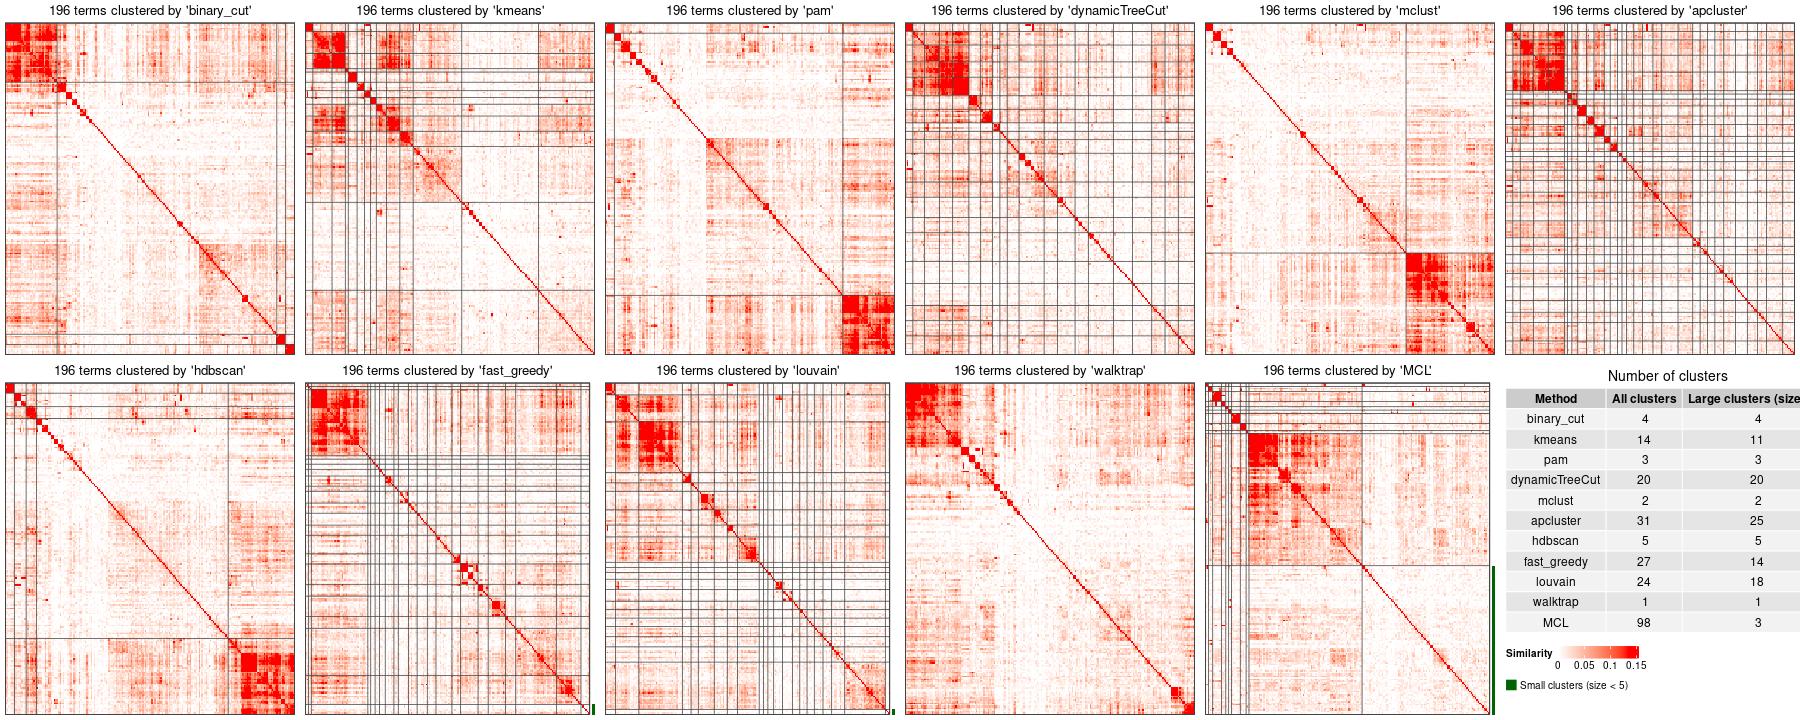 196 terms clustered by 'binary_cut'
196 terms clustered by 'kmeans'
196 terms clustered by 'pam'
196 terms clustered by 'dynamicTreeCut'
196 terms clustered by 'mclust'
196 terms clustered by 'apcluster'
196 terms clustered by 'hdbscan'
196 terms clustered by 'fast_greedy'
196 terms clustered by 'louvain'
196 terms clustered by 'walktrap'
196 terms clustered by 'MCL'
Number of clusters
Method All clusters Large clusters (size
binary_cut 4 4
kmeans 14 11
pam 3 3
dynamicTreeCut 20 20
mclust 2 2
apcluster 31 25
hdbscan 5 5
fast_greedy 27 14
louvain 24 18
walktrap 1 1
MCL 98 3
Similarity
0 0.05 0.1 0.15
Small clusters (size < 5)